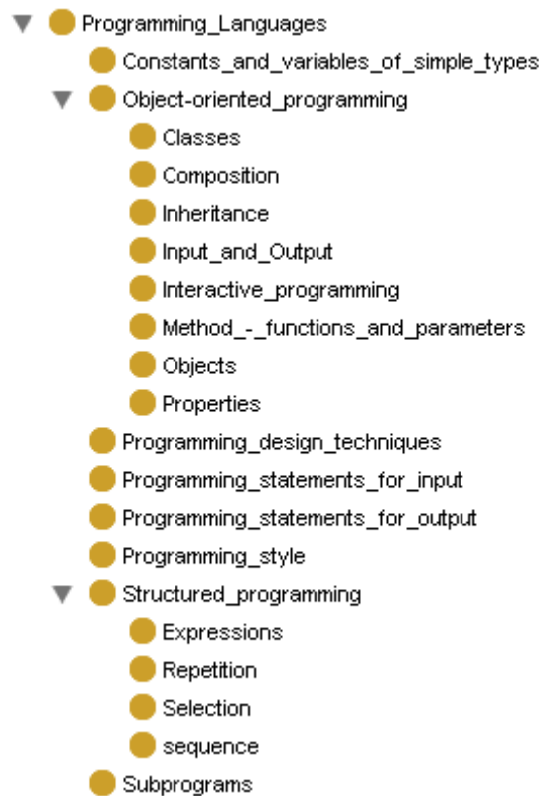 Programming_Languages
Constants_and_variables_of_simple_types
Object-oriented_programming
Classes
Composition
Inheritance
Input_and_Output
Interactive_programming
Method_-_functions_and_parameters
Objects
Properties
Programming_design_techniques
Programming_statements_for_input
Programming_statements_for_output
Programming_style
Structured_programming
Expressions
Repetition
Selection
sequence
Subprograms